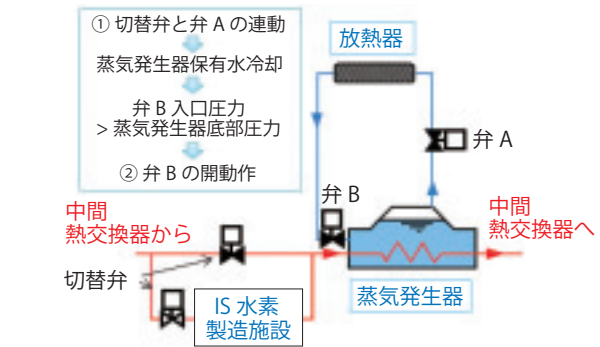 ① 切替弁と弁 A の連動
蒸気発生器保有水冷却
弁 B 入口圧力
> 蒸気発生器底部圧力
② 弁 B の開動作
放熱器
弁 A
弁 B
中間
熱交換器から
中間
熱交換器へ
切替弁
IS 水素
製造施設
蒸気発生器